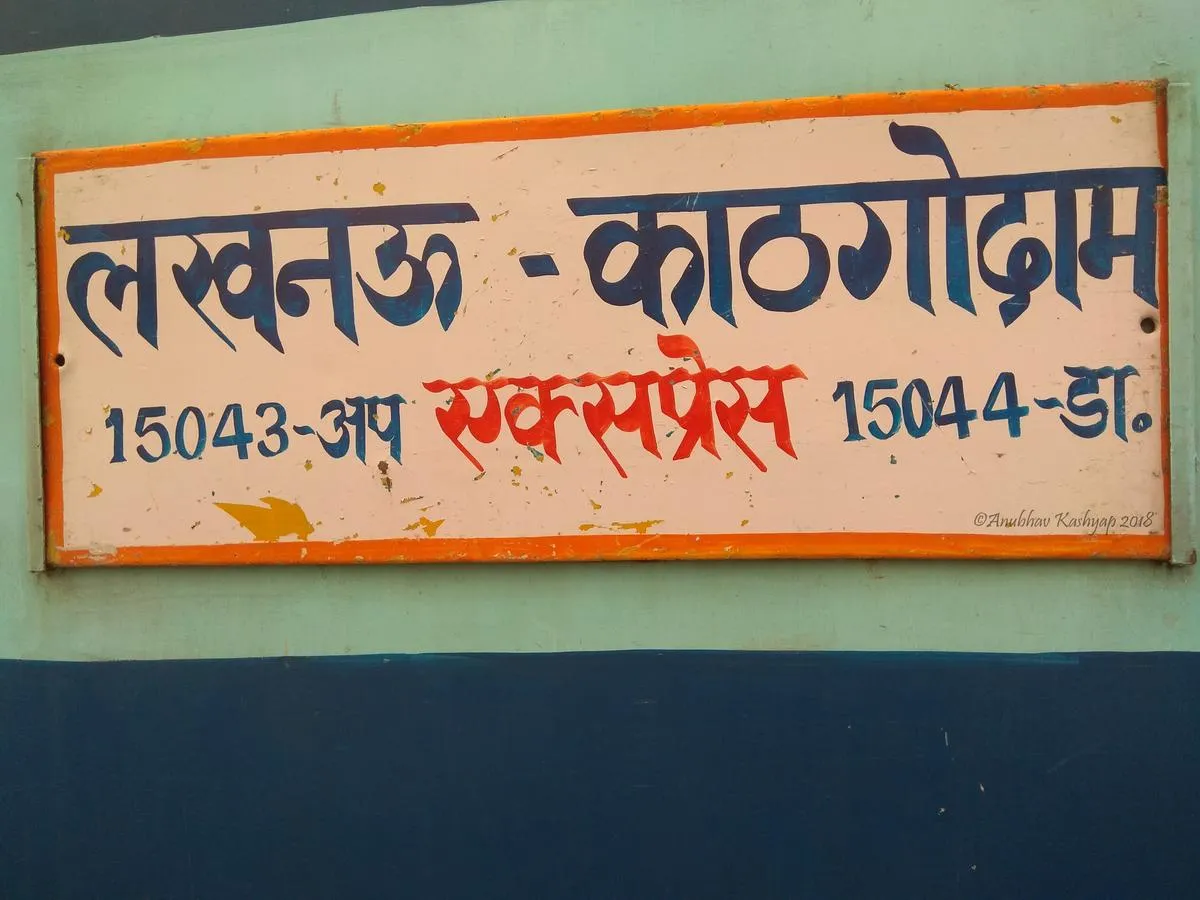 लखनऊ - काठगोदाम
15043-अप एक्सप्रेस 15044-डा.
©Anubhav Kashyap 2018